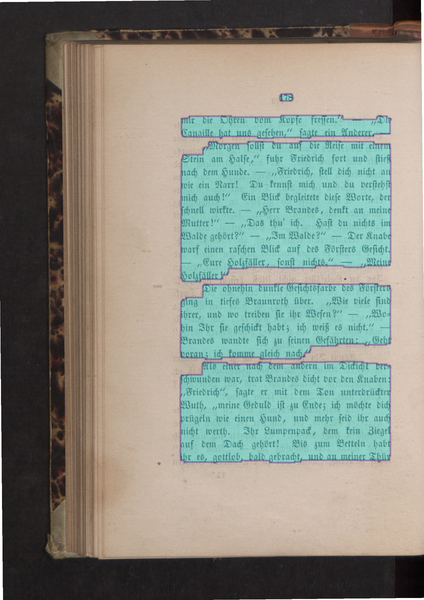 mir die Ohren vom Kopfe fressen.“ — „Die
Canaille hat uns gesehen,“ sagte ein Anderer.
„Morgen sollst du auf die Reise mit einem
Stein am Halse,“ fuhr Friedrich fort und stieß
nach dem Hunde. — „Friedrich, stell dich nicht an
wie ein Narr! Du kennst mich und du verstehst
mich auch!“ Ein Blick begleitete diese Worte, der
schnell wirkte. — „Herr Brandes, denkt an meine
Mutter!“ — „Das thu' ich. Hast du nichts im
Walde gehört?“ — „Im Walde?“ — Der Knabe
warf einen raschen Blick auf des Försters Gesicht.
— „Eure Holzfäller, sonst nichts.“ — „Meine
Holzfäller!“
Die ohnehin dunkle Gesichtsfarbe des Försters
ging in tiefes Braunroth über. „Wie viele sind
ihrer, und wo treiben sie ihr Wesen?“ — „Wo-
hin Ihr sie geschickt habt; ich weiß es nicht.“ —
Brandes wandte sich zu seinen Gefährten: „Geht
voran; ich komme gleich nach.“
Als einer nach dem andern im Dickicht ver-
schwunden war, trat Brandes dicht vor den Knaben:
„Friedrich“, sagte er mit dem Ton unterdrückter
Wuth, „meine Geduld ist zu Ende; ich möchte dich
prügeln wie einen Hund, und mehr seid ihr auch
nicht werth. Ihr Lumpenpack, dem kein Ziegel
auf dem Dach gehört! Bis zum Betteln habt
ihr es, gottlob, bald gebracht, und an meiner Thür